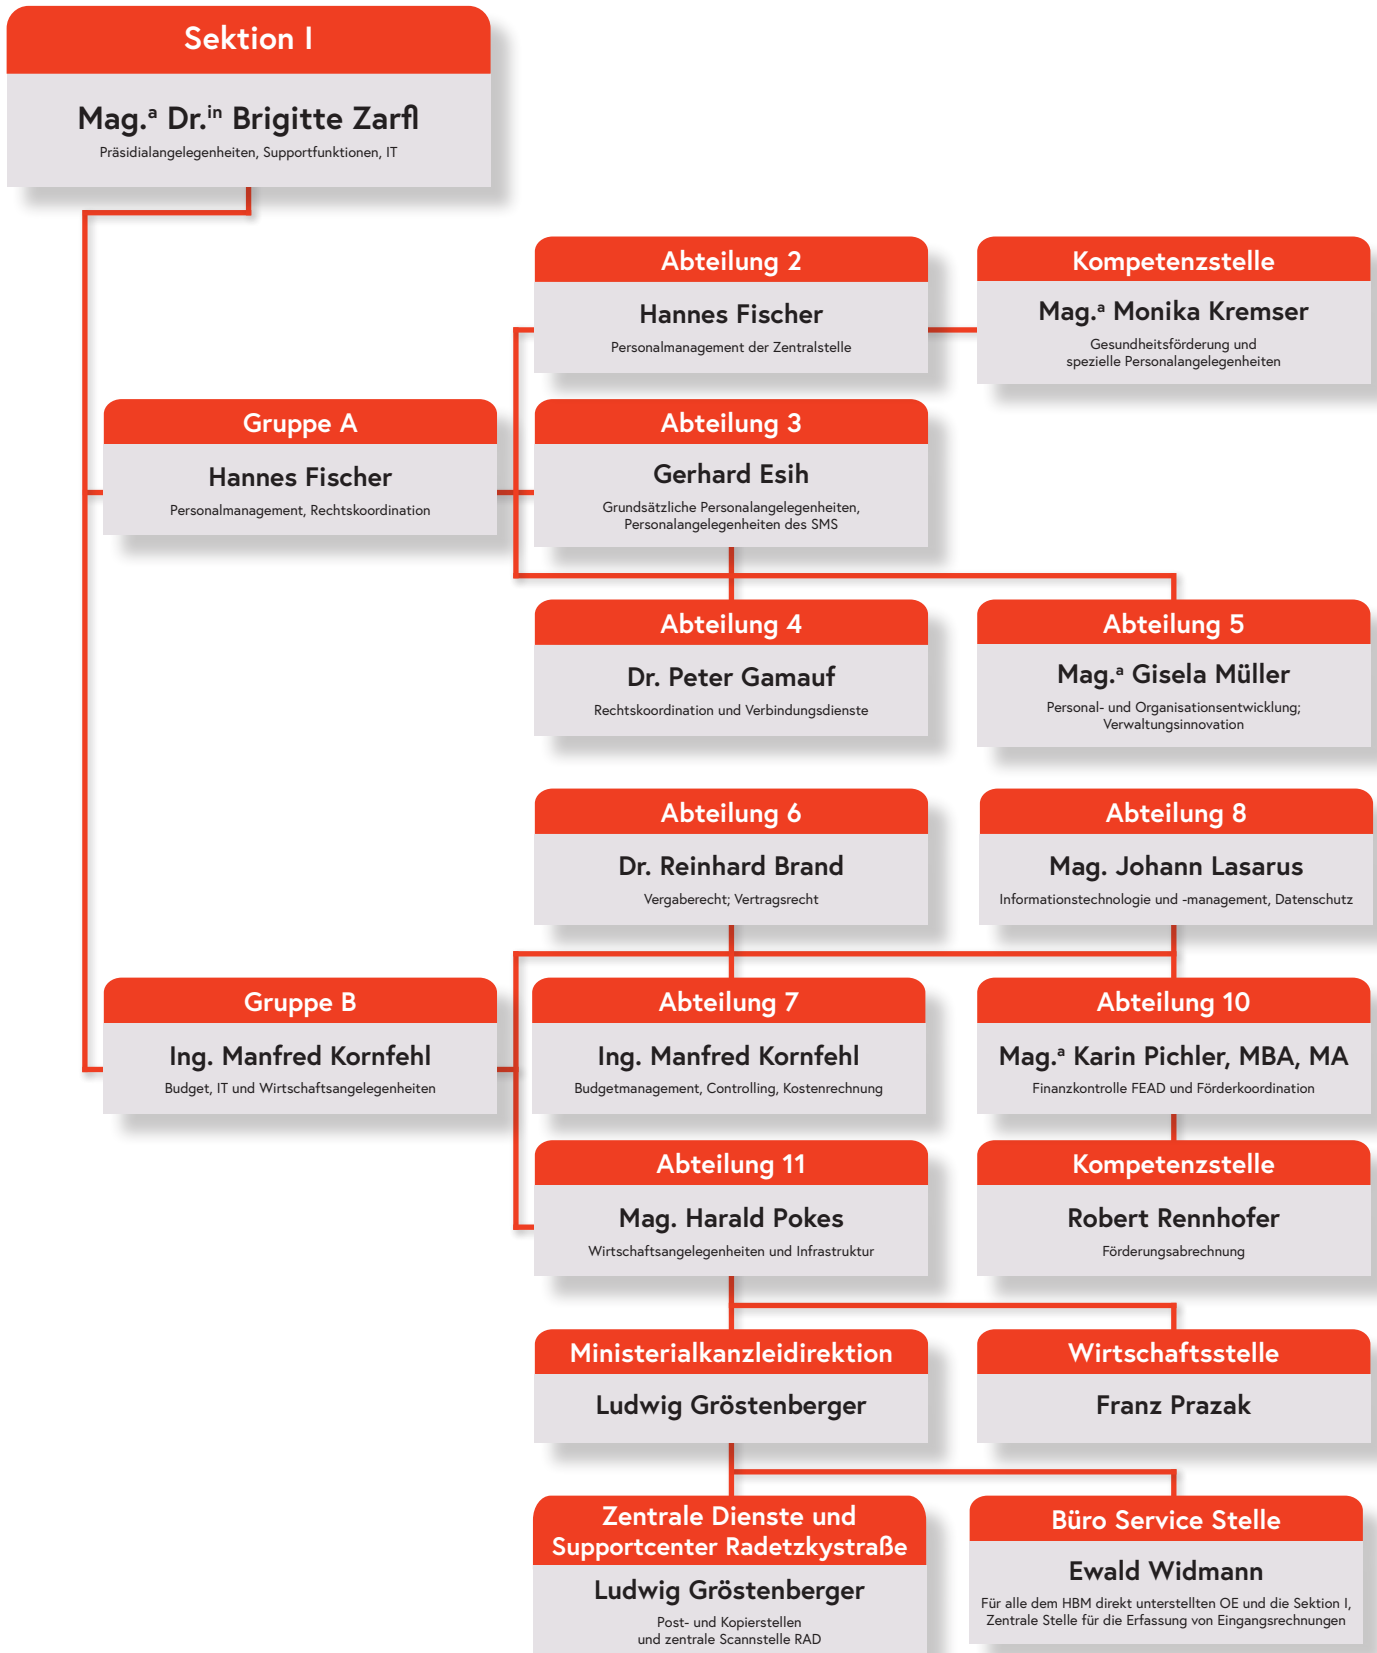 Sektion I
Mag.ª Dr.ⁱⁿ Brigitte Zarfl
Präsidialangelegenheiten, Supportfunktionen, IT
Abteilung 2
Hannes Fischer
Personalmanagement der Zentralstelle
Kompetenzstelle
Mag.ª Monika Kremser
Gesundheitsförderung und
spezielle Personalangelegenheiten
Gruppe A
Hannes Fischer
Personalmanagement, Rechtskoordination
Abteilung 3
Gerhard Esih
Grundsätzliche Personalangelegenheiten,
Personalangelegenheiten des SMS
Abteilung 4
Dr. Peter Gamauf
Rechtskoordination und Verbindungsdienste
Abteilung 5
Mag.ª Gisela Müller
Personal- und Organisationsentwicklung;
Verwaltungsinnovation
Abteilung 6
Dr. Reinhard Brand
Vergaberecht; Vertragsrecht
Abteilung 8
Mag. Johann Lasarus
Informationstechnologie und -management, Datenschutz
Gruppe B
Ing. Manfred Kornfehl
Budget, IT und Wirtschaftsangelegenheiten
Abteilung 7
Ing. Manfred Kornfehl
Budgetmanagement, Controlling, Kostenrechnung
Abteilung 10
Mag.ª Karin Pichler, MBA, MA
Finanzkontrolle FEAD und Förderkoordination
Abteilung 11
Mag. Harald Pokes
Wirtschaftsangelegenheiten und Infrastruktur
Kompetenzstelle
Robert Rennhofer
Förderungsabrechnung
Ministerialkanzleidirektion
Ludwig Gröstenberger
Wirtschaftsstelle
Franz Prazak
Zentrale Dienste und
Supportcenter Radetzkystraße
Ludwig Gröstenberger
Post- und Kopierstellen
und zentrale Scannstelle RAD
Büro Service Stelle
Ewald Widmann
Für alle dem HBM direkt unterstellten OE und die Sektion I,
Zentrale Stelle für die Erfassung von Eingangsrechnungen